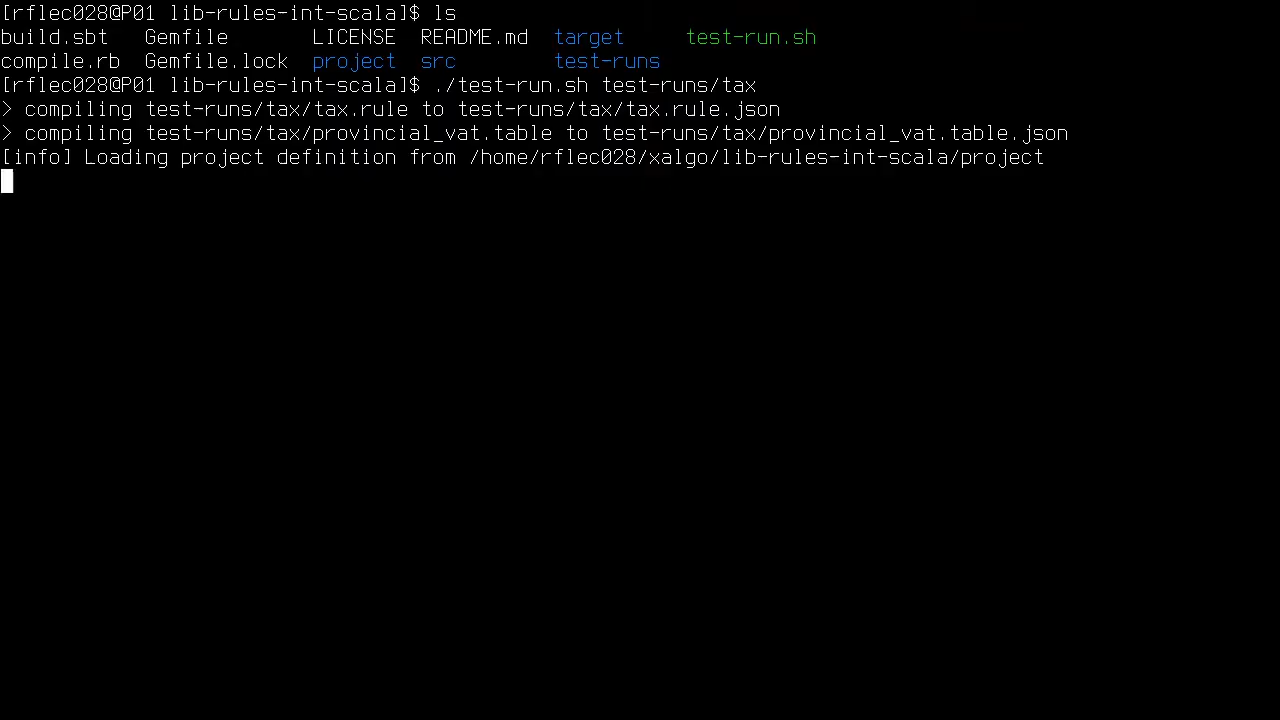 [rflec028@P01 lib-rules-int-scala]$ ls
build.sbt   Gemfile       LICENSE  README.md  target     test-run.sh
compile.rb  Gemfile.lock  project  src        test-runs
[rflec028@P01 lib-rules-int-scala]$ ./test-run.sh test-runs/tax
> compiling test-runs/tax/tax.rule to test-runs/tax/tax.rule.json
> compiling test-runs/tax/provincial_vat.table to test-runs/tax/provincial_vat.table.json
[info] Loading project definition from /home/rflec028/xalgo/lib-rules-int-scala/project